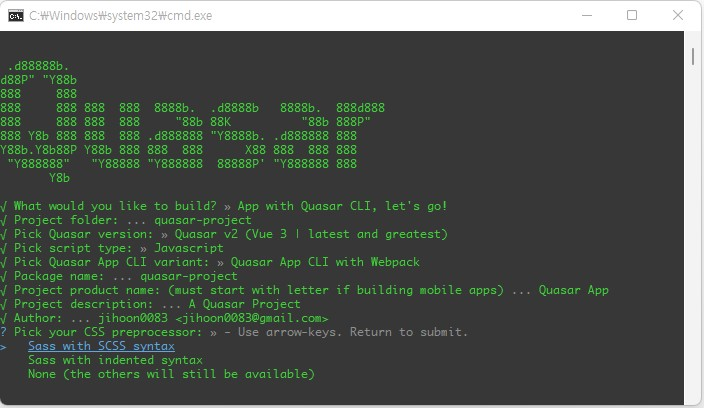 C:₩Windows₩system32₩cmd.exe
 .d88888b.
d88P" "Y88b
888     888
888     888 888  888  8888b.  .d8888b   8888b.  888d888
888     888 888  888     "88b 88K          "88b 888P"
888 Y8b 888 888  888 .d888888 "Y8888b. .d888888 888
Y88b.Y8b88P Y88b 888 888  888      X88 888  888 888
 "Y888888"   "Y88888 "Y888888  88888P' "Y888888 888
       Y8b
√ What would you like to build? » App with Quasar CLI, let's go!
√ Project folder: ... quasar-project
√ Pick Quasar version: » Quasar v2 (Vue 3 | latest and greatest)
√ Pick script type: » Javascript
√ Pick Quasar App CLI variant: » Quasar App CLI with Webpack
√ Package name: ... quasar-project
√ Project product name: (must start with letter if building mobile apps) ... Quasar App
√ Project description: ... A Quasar Project
√ Author: ... jihoon0083 <jihoon0083@gmail.com>
? Pick your CSS preprocessor: » - Use arrow-keys. Return to submit.
>   Sass with SCSS syntax
    Sass with indented syntax
    None (the others will still be available)